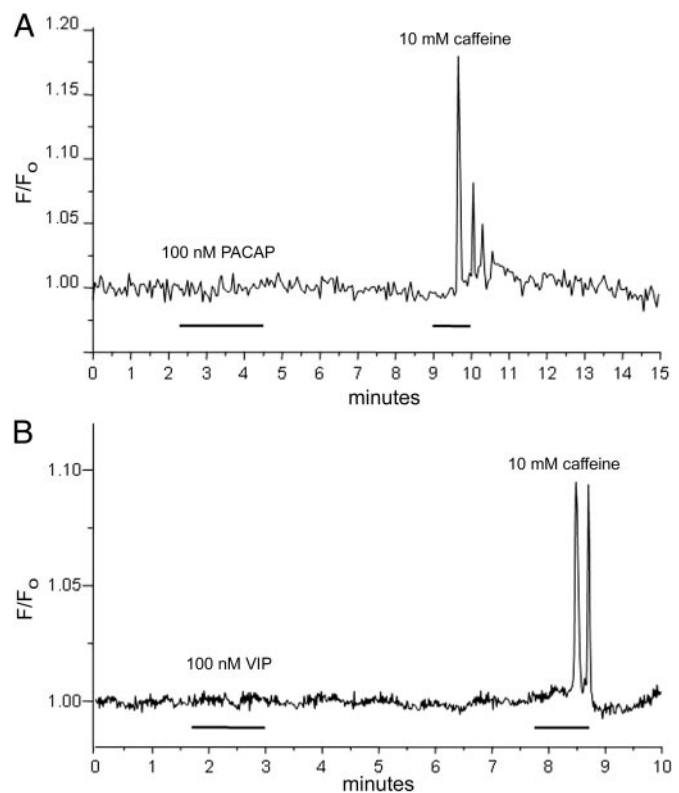 A
1.20
10 mM caffeine
1.15
1.10
F/Fo
1.05
100 nM PACAP
1.00
0 1 2 3 4 5 6 7 8 9 10 11 12 13 14 15
minutes
B
10 mM caffeine
1.10
F/Fo
1.05
100 nM VIP
1.00
0 1 2 3 4 5 6 7 8 9 10
minutes